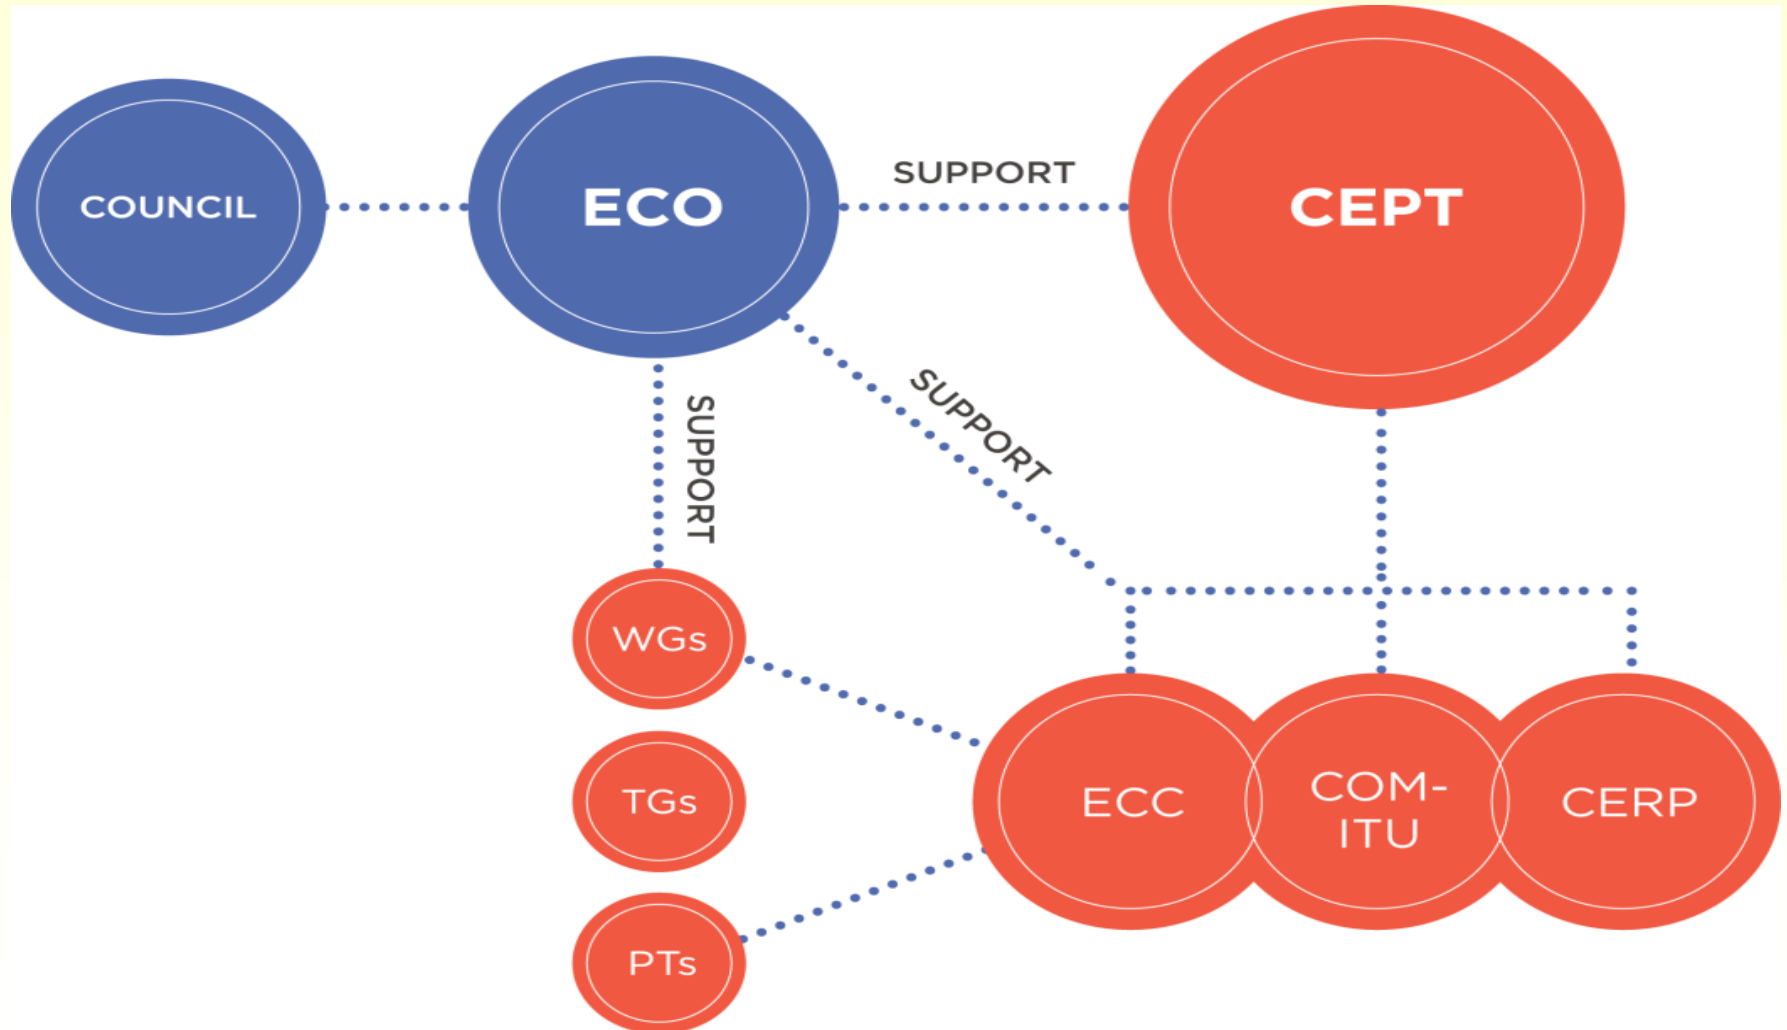 COUNCIL
ECO
SUPPORT
CEPT
SUPPORT
SUPPORT
WGs
TGs
PTs
ECC
COM-
ITU
CERP